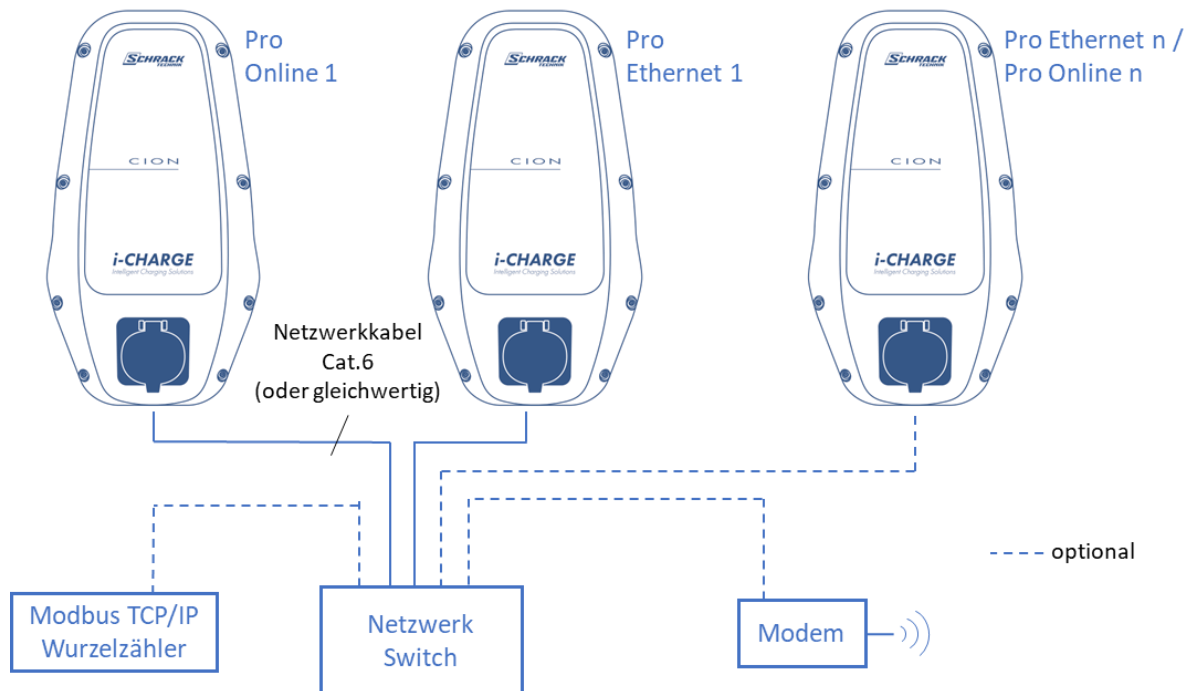 Pro
Online 1
Pro
Ethernet 1
Pro Ethernet n /
Pro Online n
SCHRACK
TECHNIK
SCHRACK
TECHNIK
SCHRACK
TECHNIK
CION
CION
CION
i-CHARGE
Intelligent Charging Solutions
i-CHARGE
Intelligent Charging Solutions
i-CHARGE
Intelligent Charging Solutions
Netzwerkkabel
Cat.6
(oder gleichwertig)
optional
Modbus TCP/IP
Wurzelzähler
Netzwerk
Switch
Modem